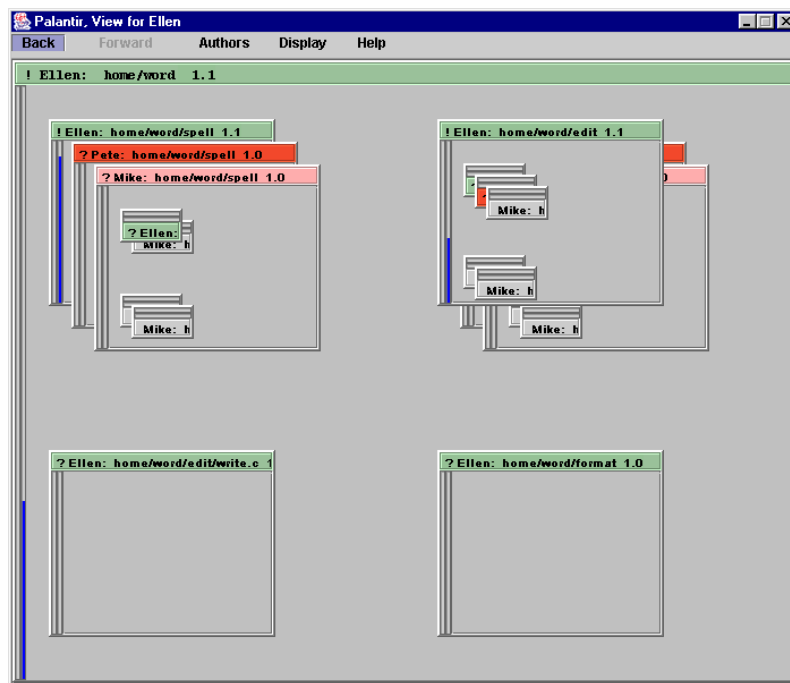 Palantir, View for Ellen
Back Forward Authors Display Help
! Ellen: home/word 1.1
! Ellen: home/word/spell 1.1
? Pete: home/word/spell 1.0
? Mike: home/word/spell 1.0
? Ellen:
Mike: h
Mike: h
! Ellen: home/word/edit 1.1
Mike: h
Mike: h
Mike: h
? Ellen: home/word/edit/write.c 1
? Ellen: home/word/format 1.0